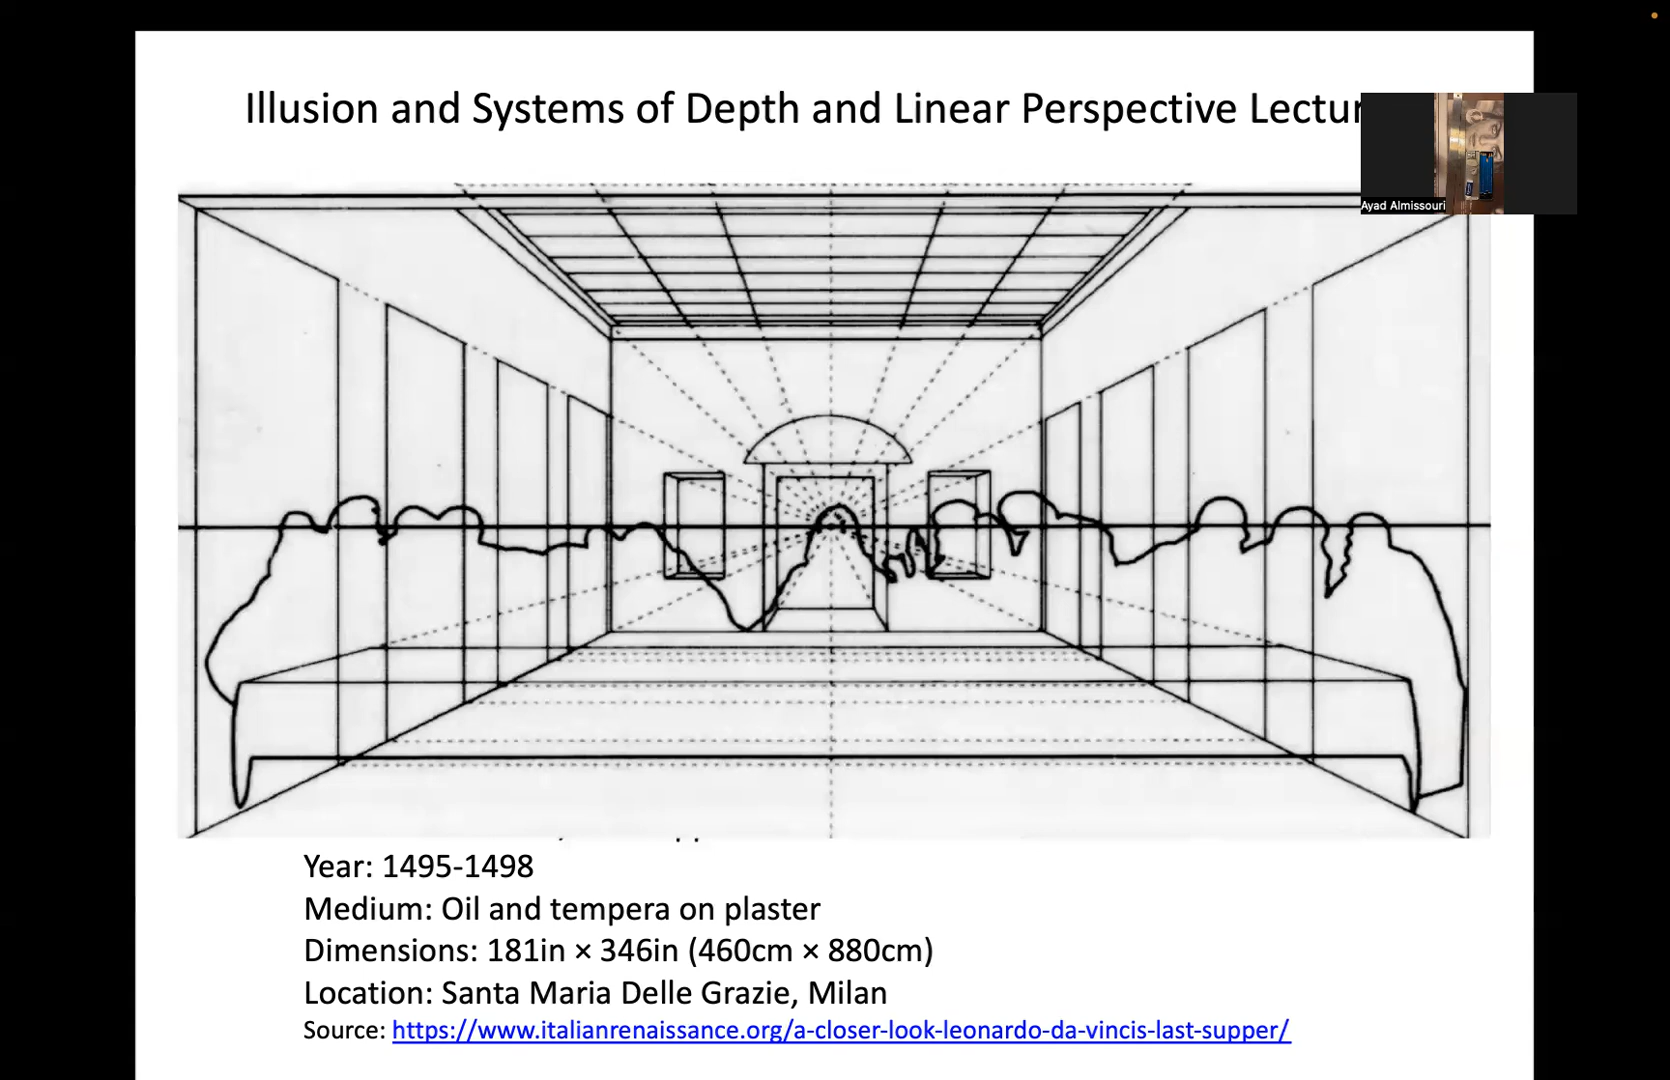 Illusion and Systems of Depth and Linear Perspective Lectur
Ayad Almissouri
Year: 1495-1498
Medium: Oil and tempera on plaster
Dimensions: 181in × 346in (460cm × 880cm)
Location: Santa Maria Delle Grazie, Milan
Source: https://www.italianrenaissance.org/a-closer-look-leonardo-da-vincis-last-supper/